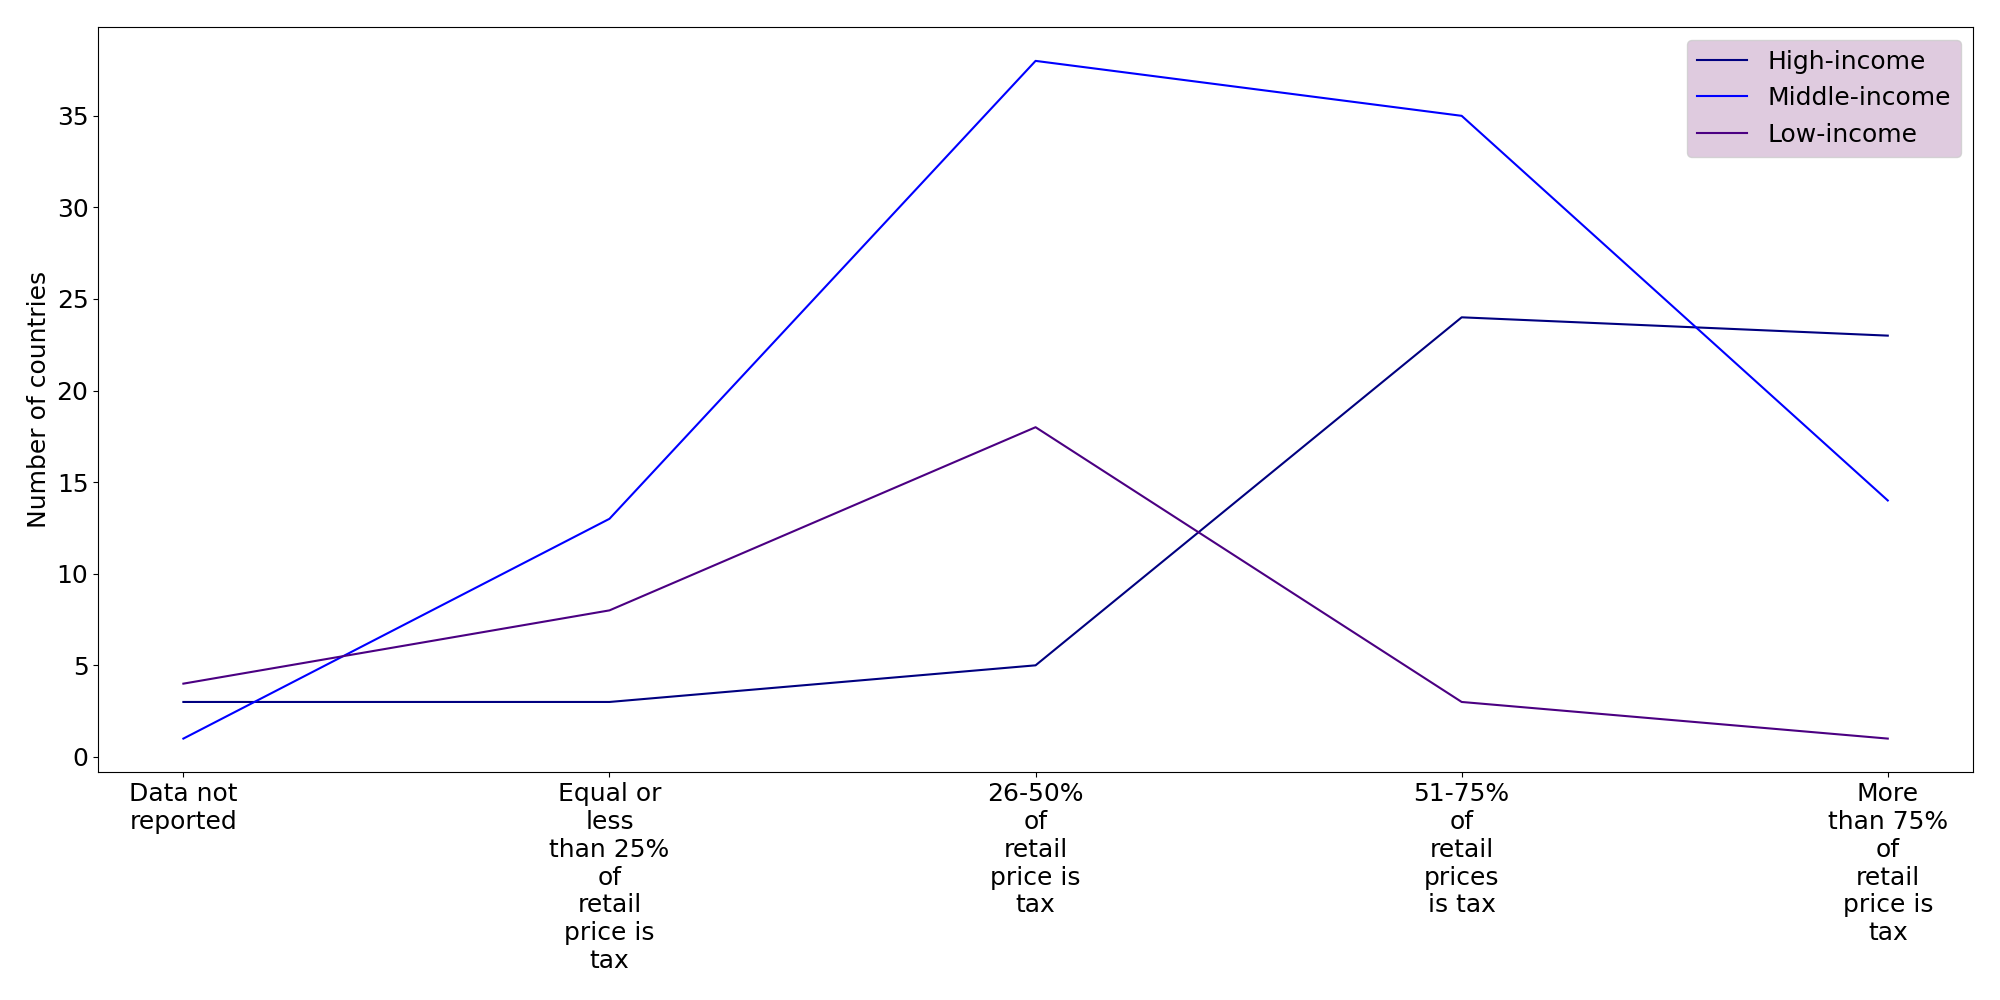 High-income
Middle-income
Low-income
Number of countries
35
30
25
20
15
10
5
0
Data not
reported
Equal or
less
than 25%
of
retail
price is
tax
26-50%
of
retail
price is
tax
51-75%
of
retail
prices
is tax
More
than 75%
of
retail
price is
tax